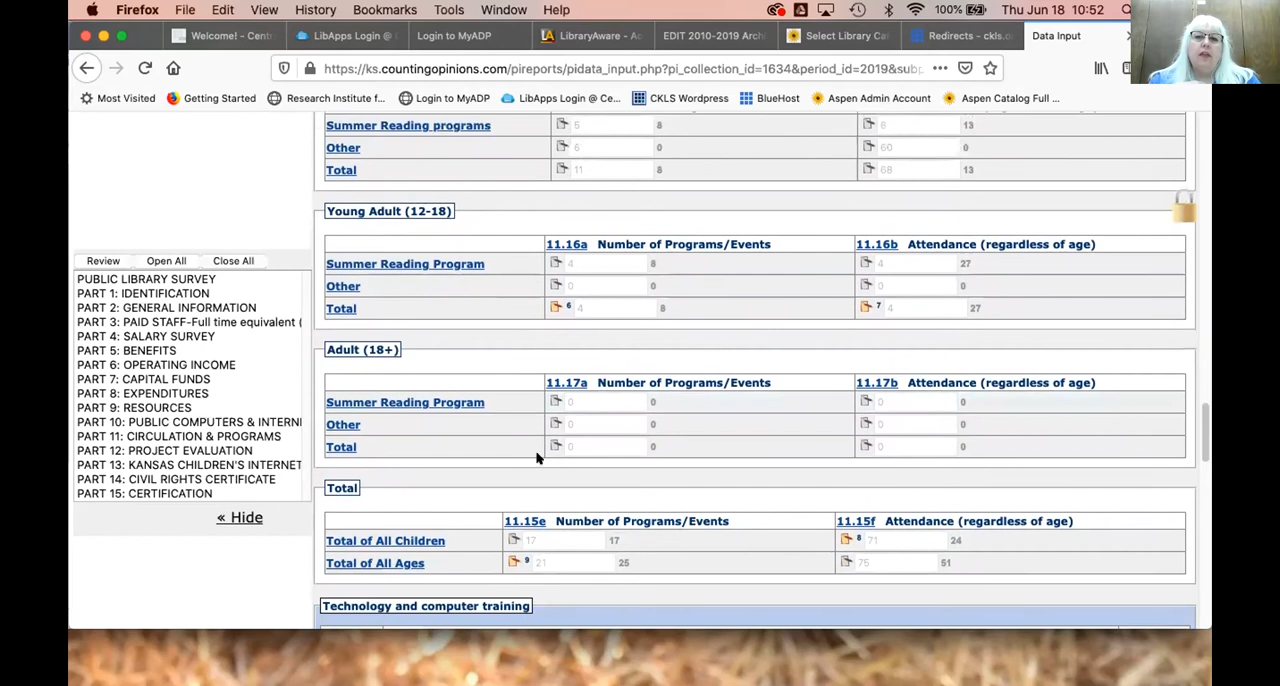 Firefox File Edit View History Bookmarks Tools Window Help 100% Thu Jun 18 10:52
Welcome! - Cent LibApps Login @ Login to MyADP LibraryAware - Ac EDIT 2010-2019 Arch Select Library Ca Redirects - ckls.d Data Input
https://ks.countingopinions.com/pireports/pidata_input.php?pi_collection_id=1634&period_id=2019&sub
Most Visited Getting Started Research Institute f... Login to MyADP LibApps Login @ Ce... CKLS Wordpress BlueHost Aspen Admin Account Aspen Catalog Full ...
Summer Reading programs 5 8 8 13
Other 6 0 60 0
Total 11 8 68 13
Young Adult (12-18)
11.16a Number of Programs/Events 11.16b Attendance (regardless of age)
Summer Reading Program 4 8 4 27
Other 0 0 0 0
Total 6 4 8 7 4 27
Adult (18+)
11.17a Number of Programs/Events 11.17b Attendance (regardless of age)
Summer Reading Program 0 0 0 0
Other 0 0 0 0
Total 0 0 0 0
Total
11.15e Number of Programs/Events 11.15f Attendance (regardless of age)
Total of All Children 17 17 8 71 24
Total of All Ages 9 21 25 75 51
Technology and computer training
Review Open All Close All
PUBLIC LIBRARY SURVEY
PART 1: IDENTIFICATION
PART 2: GENERAL INFORMATION
PART 3: PAID STAFF-Full time equivalent (
PART 4: SALARY SURVEY
PART 5: BENEFITS
PART 6: OPERATING INCOME
PART 7: CAPITAL FUNDS
PART 8: EXPENDITURES
PART 9: RESOURCES
PART 10: PUBLIC COMPUTERS & INTERN
PART 11: CIRCULATION & PROGRAMS
PART 12: PROJECT EVALUATION
PART 13: KANSAS CHILDREN'S INTERNET
PART 14: CIVIL RIGHTS CERTIFICATE
PART 15: CERTIFICATION
« Hide